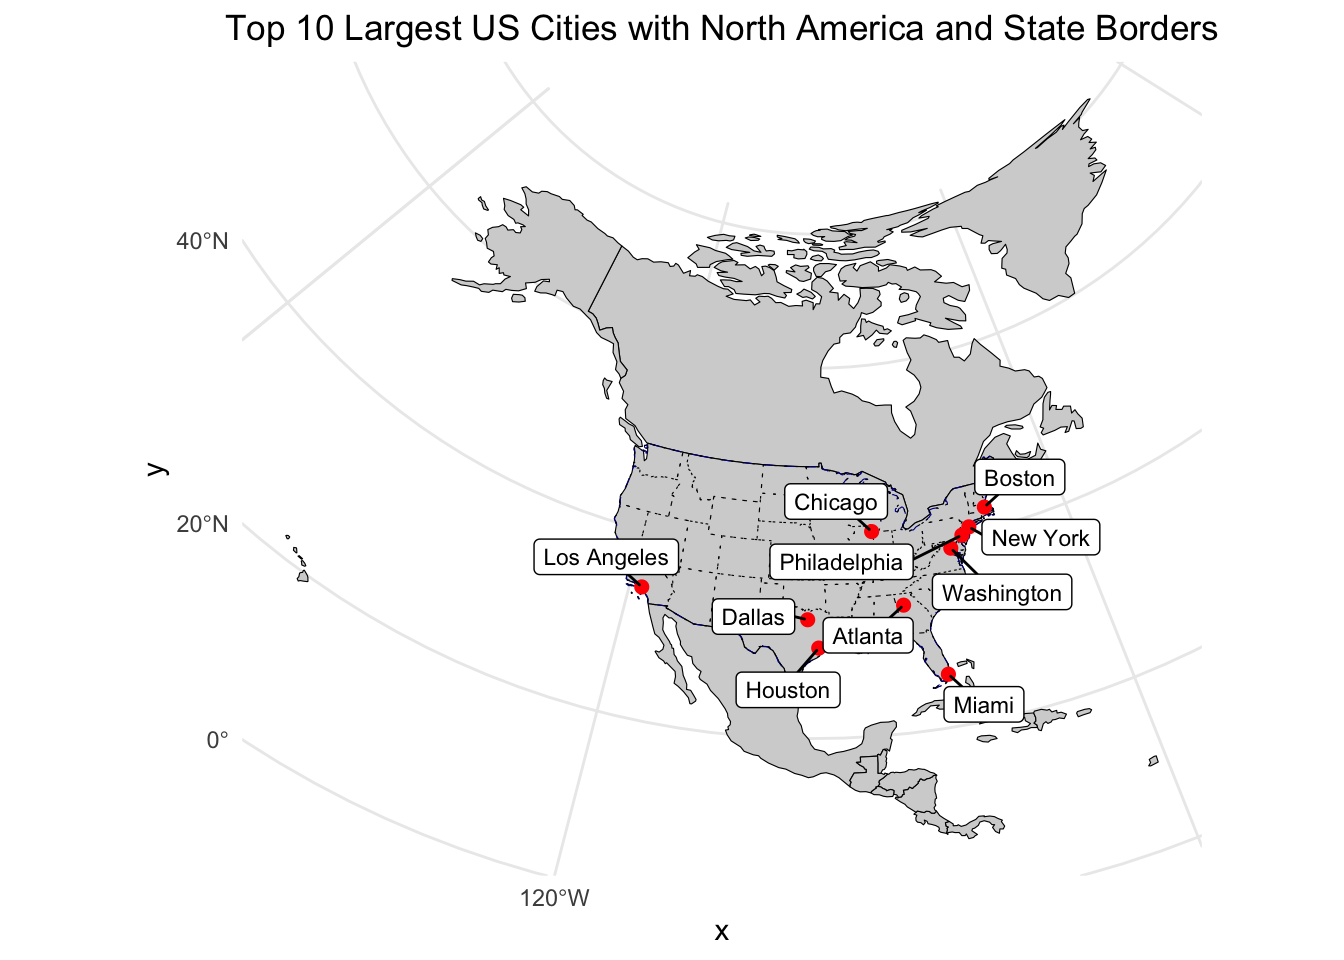 Top 10 Largest US Cities with North America and State Borders
40°N
20°N
0°
120°W
y
x
Boston
Chicago
New York
Los Angeles
Philadelphia
Washington
Dallas
Atlanta
Houston
Miami